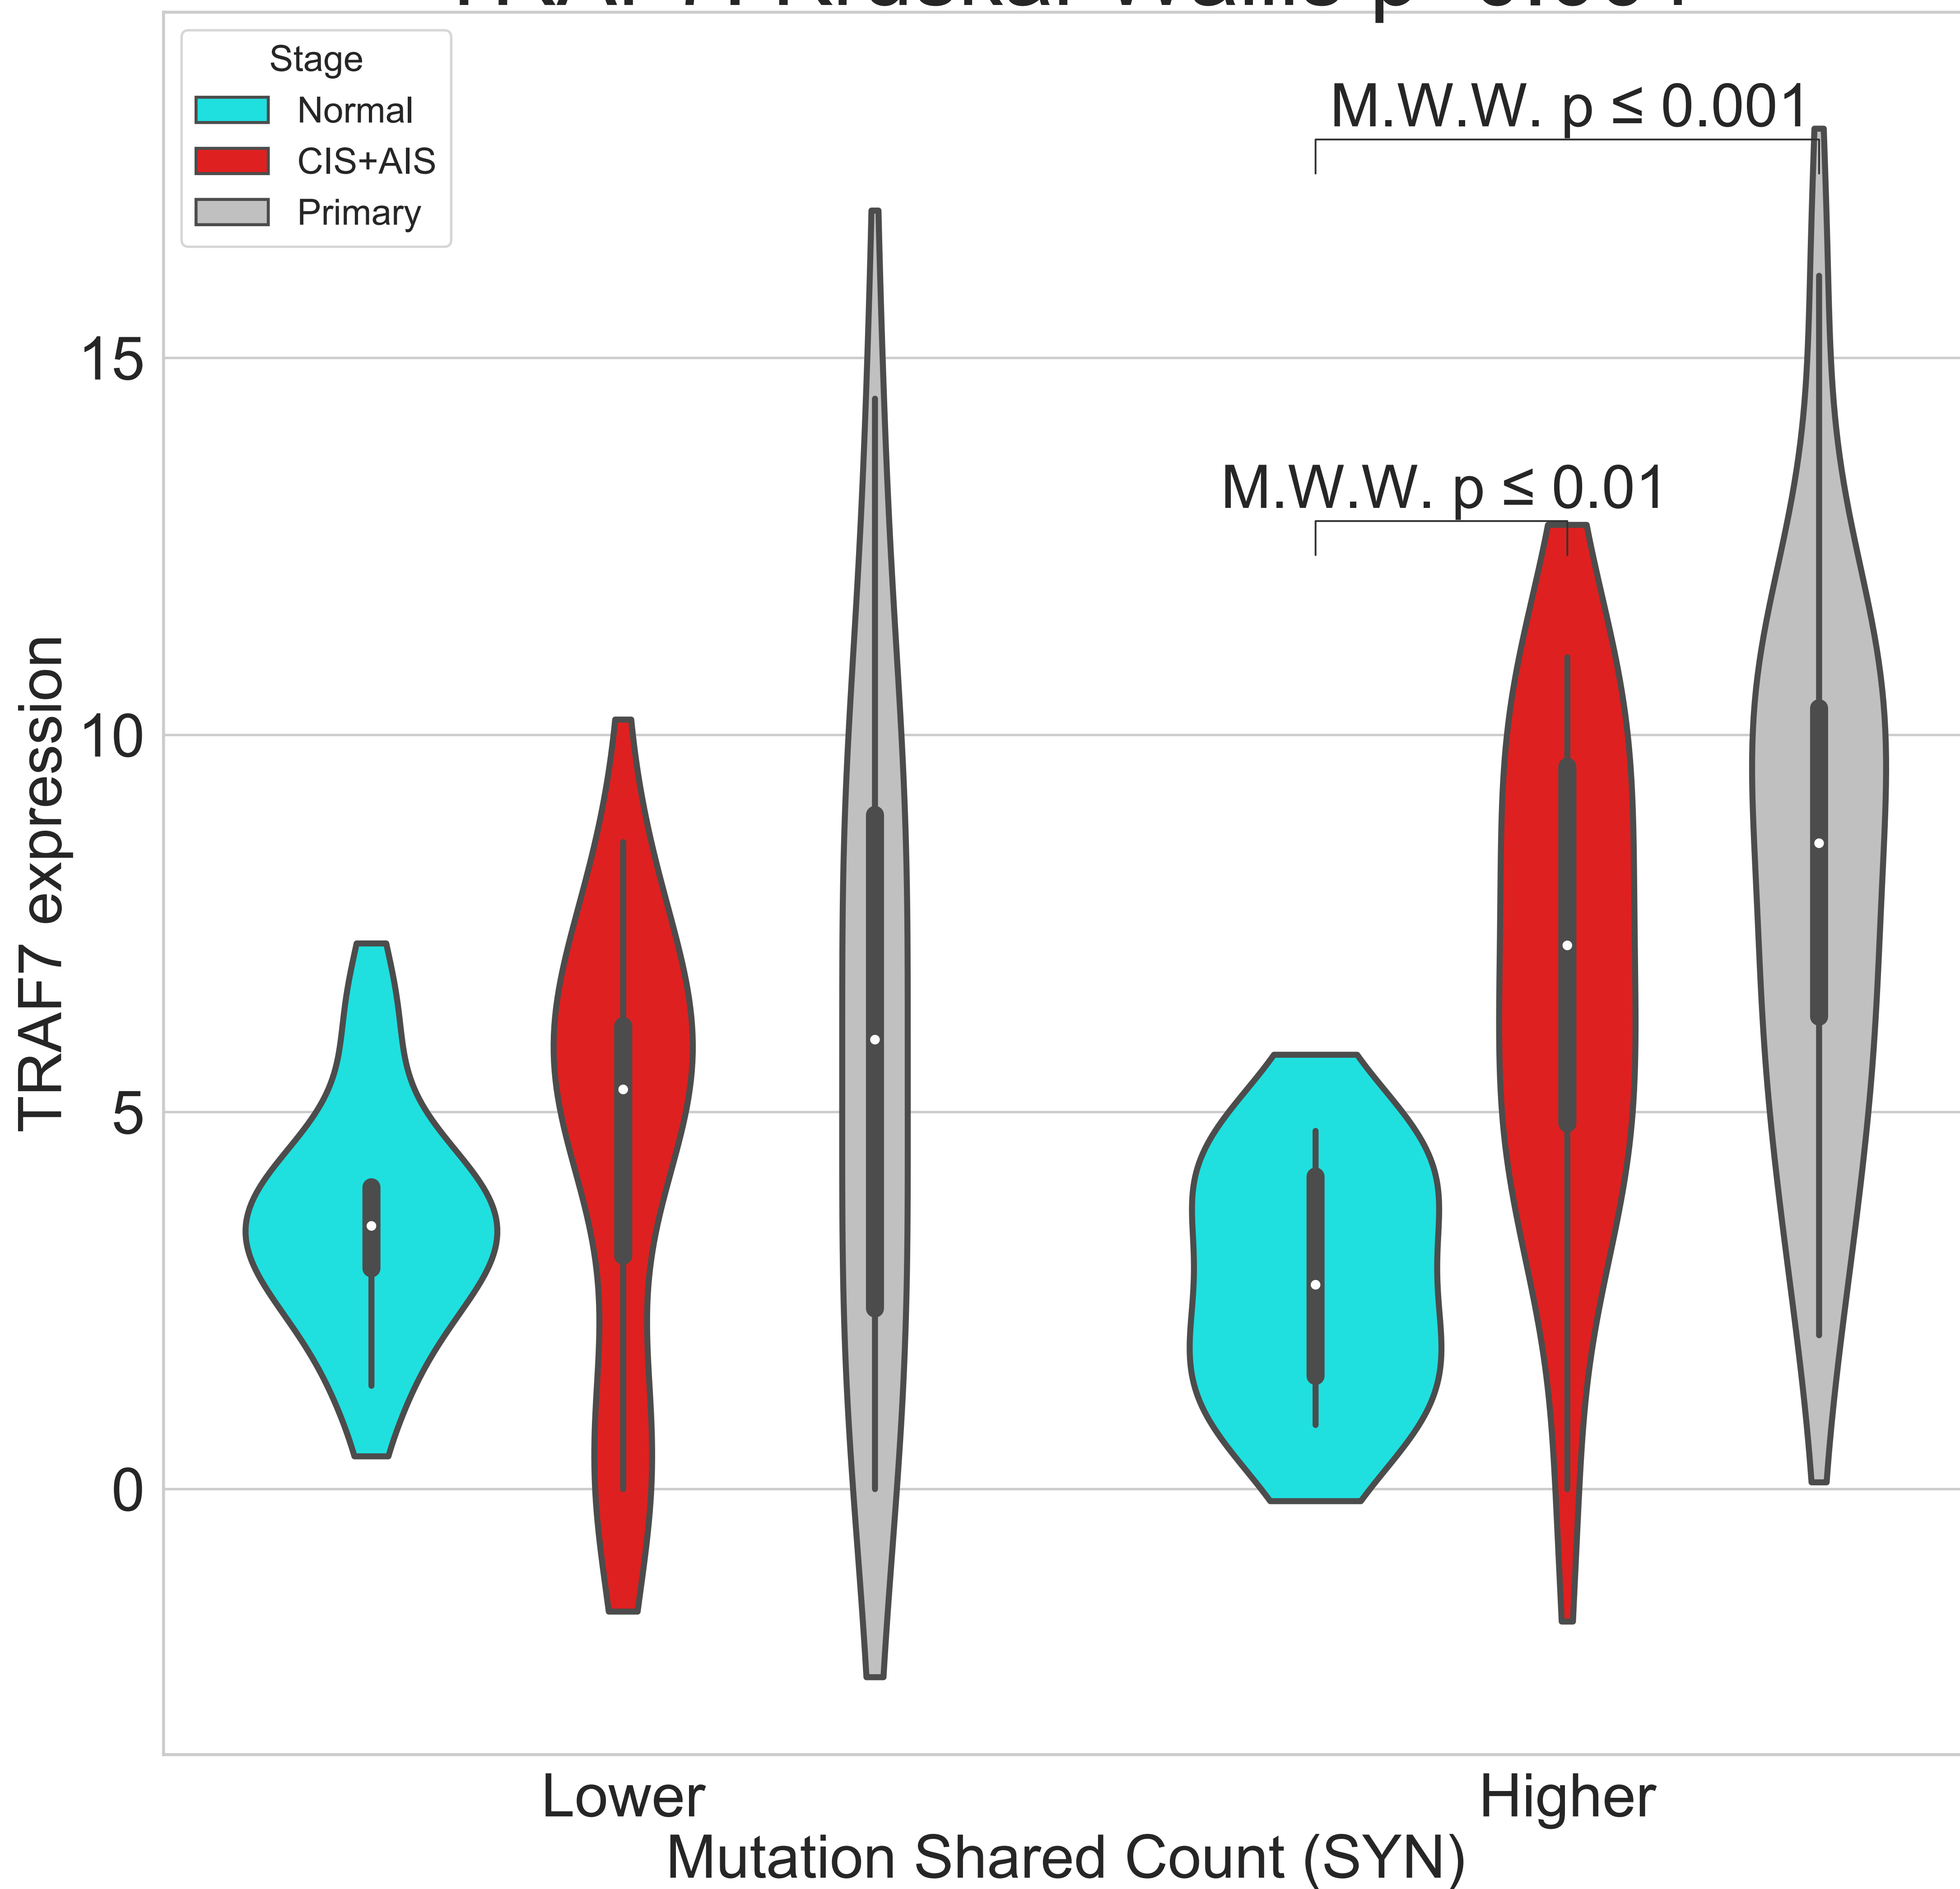 Stage
Normal
CIS+AIS
Primary
M.W.W. p ≤ 0.001
M.W.W. p ≤ 0.01
15
10
5
0
TRAF7 expression
Lower
Higher
Mutation Shared Count (SYN)